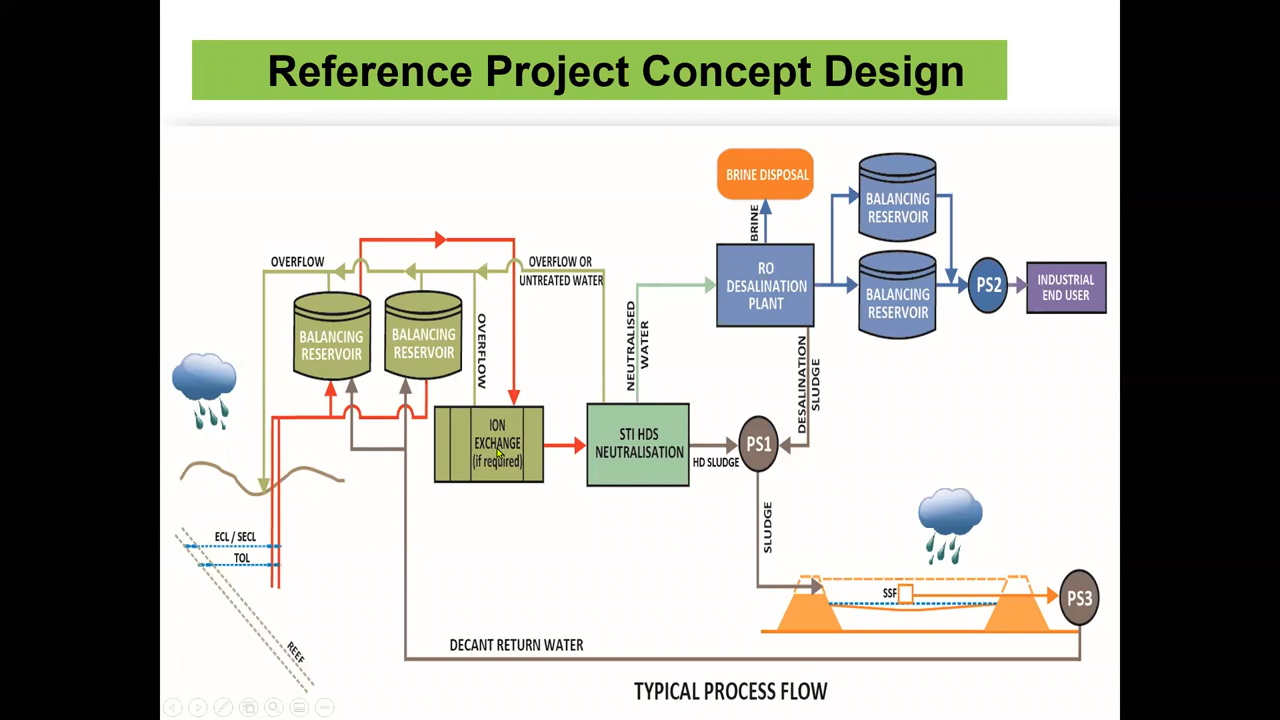 Reference Project Concept Design
BRINE DISPOSAL
BRINE
BALANCING
RESERVOIR
RO
DESALINATION
PLANT
BALANCING
RESERVOIR
PS2
INDUSTRIAL
END USER
OVERFLOW
OVERFLOW OR
UNTREATED WATER
BALANCING
RESERVOIR
BALANCING
RESERVOIR
OVERFLOW
NEUTRALISED
WATER
DESALINATION
SLUDGE
ION
EXCHANGE
(if required)
STI HDS
NEUTRALISATION
HD SLUDGE
PS1
SLUDGE
ECL / SECL
TOL
REEF
SSF
PS3
DECANT RETURN WATER
TYPICAL PROCESS FLOW